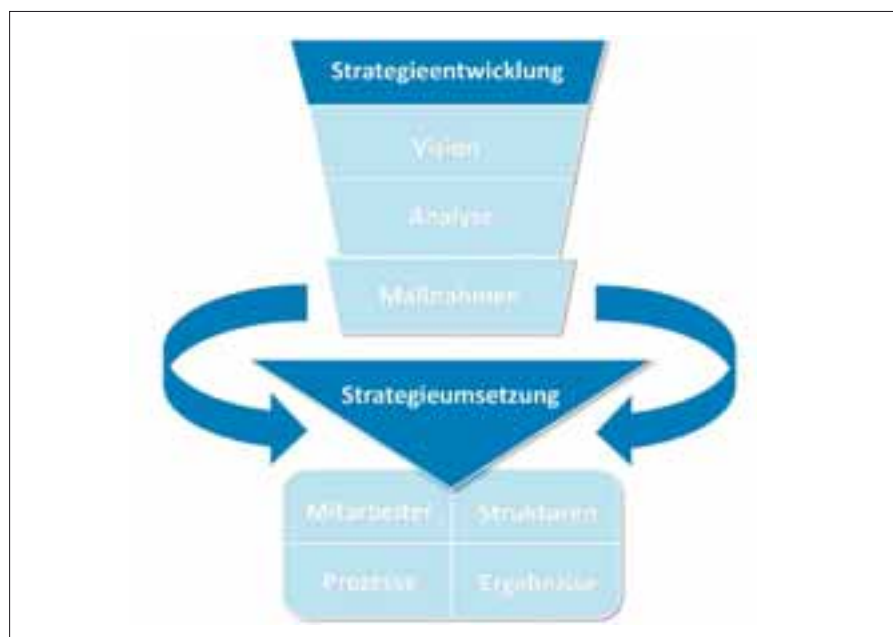 Strategieentwicklung
Vision
Analyse
Maßnahmen
Strategieumsetzung
Mitarbeiter
Strukturen
Prozesse
Ergebnisse